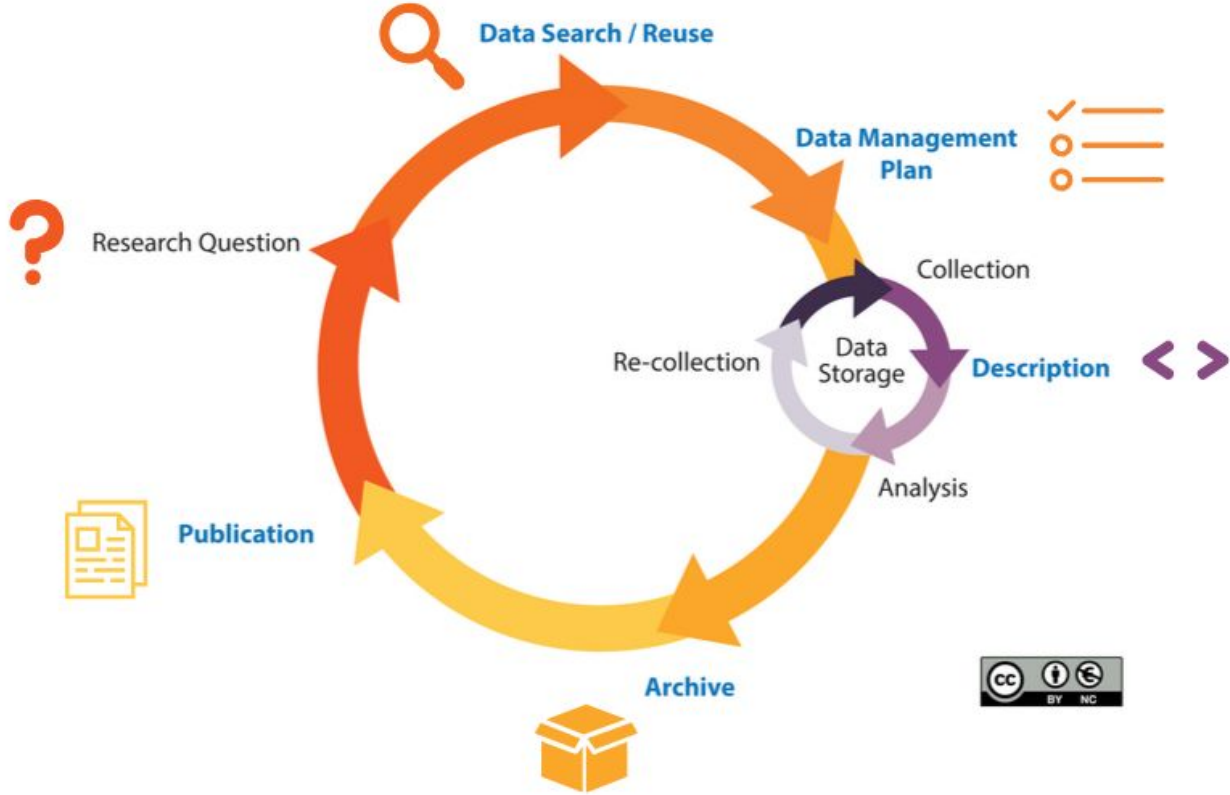 Data Search / Reuse
Data Management
Plan
Research Question
Collection
Re-collection
Data
Storage
Description
Analysis
Publication
Archive
cc
BY NC